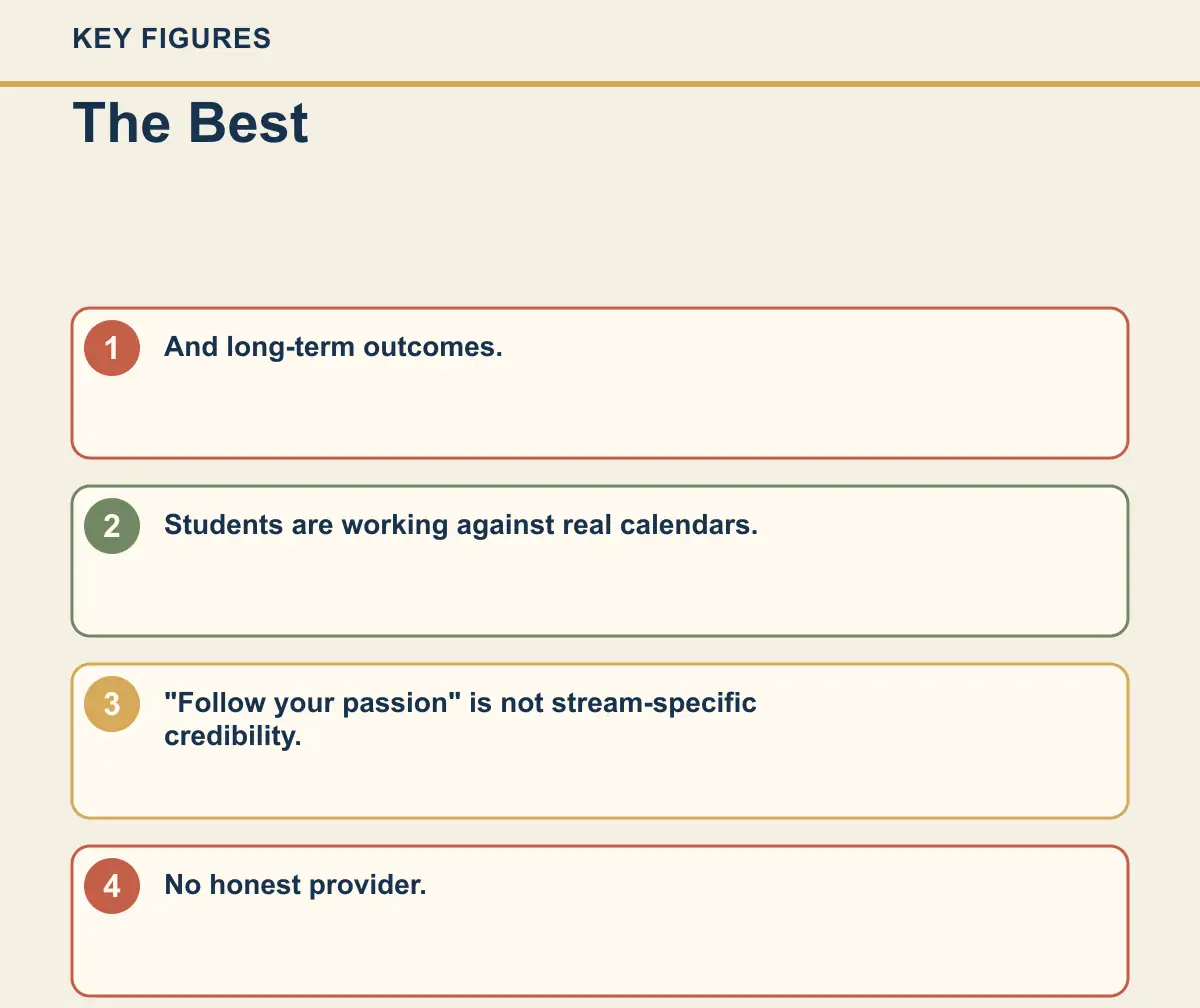 KEY FIGURES
The Best
1
And long-term outcomes.
2
Students are working against real calendars.
3
"Follow your passion" is not stream-specific
credibility.
4
No honest provider.